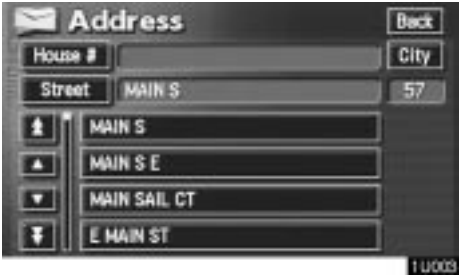 Address Back
House # City
Street MAIN S 57
MAIN S
MAIN S E
MAIN SAIL CT
E MAIN ST
1U003